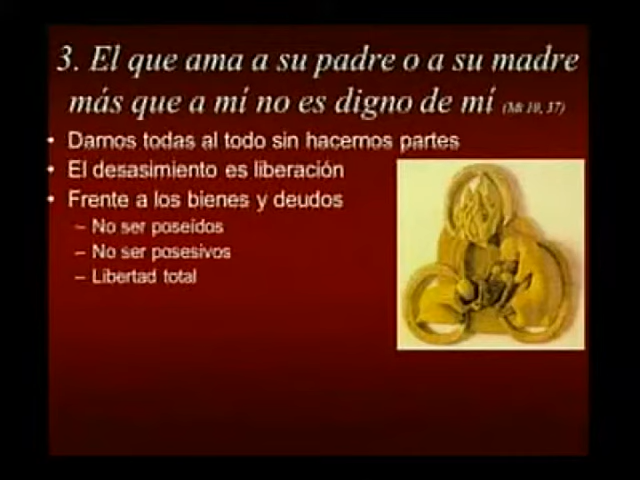 3. El que ama a su padre o a su madre
más que a mí no es digno de mí (Mt 10, 37)
• Darnos todas al todo sin hacernos partes
• El desasimiento es liberación
• Frente a los bienes y deudos
– No ser poseídos
– No ser posesivos
– Libertad total